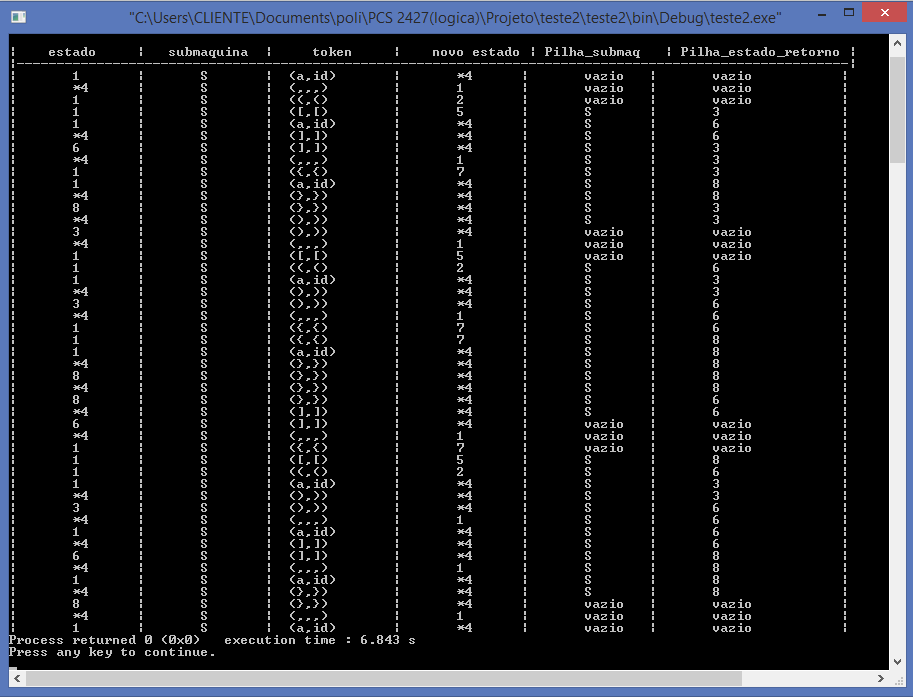 "C:\Users\CLIENTE\Documents\poli\PCS 2427(logica)\Projeto\teste2\teste2\bin\Debug\teste2.exe"
¦ estado ¦ submaquina ¦ token ¦ novo estado ¦ Pilha_submaq ¦ Pilha_estado_retorno ¦
¦ 1 ¦ S ¦ (a,id) ¦ *4 ¦ vazio ¦ vazio ¦
¦ *4 ¦ S ¦ (,,,) ¦ 1 ¦ vazio ¦ vazio ¦
¦ 1 ¦ S ¦ ((,() ¦ 2 ¦ vazio ¦ vazio ¦
¦ 1 ¦ S ¦ ([,[) ¦ 5 ¦ S ¦ 3 ¦
¦ 1 ¦ S ¦ (a,id) ¦ *4 ¦ S ¦ 6 ¦
¦ *4 ¦ S ¦ (],]) ¦ *4 ¦ S ¦ 6 ¦
¦ 6 ¦ S ¦ (],]) ¦ *4 ¦ S ¦ 3 ¦
¦ *4 ¦ S ¦ (,,,) ¦ 1 ¦ S ¦ 3 ¦
¦ 1 ¦ S ¦ ({,{) ¦ 7 ¦ S ¦ 3 ¦
¦ 1 ¦ S ¦ (a,id) ¦ *4 ¦ S ¦ 8 ¦
¦ *4 ¦ S ¦ (},}) ¦ *4 ¦ S ¦ 8 ¦
¦ 8 ¦ S ¦ (},}) ¦ *4 ¦ S ¦ 3 ¦
¦ *4 ¦ S ¦ (),)) ¦ *4 ¦ S ¦ 3 ¦
¦ 3 ¦ S ¦ (),)) ¦ *4 ¦ vazio ¦ vazio ¦
¦ *4 ¦ S ¦ (,,,) ¦ 1 ¦ vazio ¦ vazio ¦
¦ 1 ¦ S ¦ ([,[) ¦ 5 ¦ vazio ¦ vazio ¦
¦ 1 ¦ S ¦ ((,() ¦ 2 ¦ S ¦ 6 ¦
¦ 1 ¦ S ¦ (a,id) ¦ *4 ¦ S ¦ 3 ¦
¦ *4 ¦ S ¦ (),)) ¦ *4 ¦ S ¦ 3 ¦
¦ 3 ¦ S ¦ (),)) ¦ *4 ¦ S ¦ 6 ¦
¦ *4 ¦ S ¦ (,,,) ¦ 1 ¦ S ¦ 6 ¦
¦ 1 ¦ S ¦ ({,{) ¦ 7 ¦ S ¦ 6 ¦
¦ 1 ¦ S ¦ ({,{) ¦ 7 ¦ S ¦ 8 ¦
¦ 1 ¦ S ¦ (a,id) ¦ *4 ¦ S ¦ 8 ¦
¦ *4 ¦ S ¦ (},}) ¦ *4 ¦ S ¦ 8 ¦
¦ 8 ¦ S ¦ (},}) ¦ *4 ¦ S ¦ 8 ¦
¦ *4 ¦ S ¦ (},}) ¦ *4 ¦ S ¦ 8 ¦
¦ 8 ¦ S ¦ (},}) ¦ *4 ¦ S ¦ 6 ¦
¦ *4 ¦ S ¦ (],]) ¦ *4 ¦ S ¦ 6 ¦
¦ 6 ¦ S ¦ (],]) ¦ *4 ¦ vazio ¦ vazio ¦
¦ *4 ¦ S ¦ (,,,) ¦ 1 ¦ vazio ¦ vazio ¦
¦ 1 ¦ S ¦ ({,{) ¦ 7 ¦ vazio ¦ vazio ¦
¦ 1 ¦ S ¦ ([,[) ¦ 5 ¦ S ¦ 8 ¦
¦ 1 ¦ S ¦ ((,() ¦ 2 ¦ S ¦ 6 ¦
¦ 1 ¦ S ¦ (a,id) ¦ *4 ¦ S ¦ 3 ¦
¦ *4 ¦ S ¦ (),)) ¦ *4 ¦ S ¦ 3 ¦
¦ 3 ¦ S ¦ (),)) ¦ *4 ¦ S ¦ 6 ¦
¦ *4 ¦ S ¦ (,,,) ¦ 1 ¦ S ¦ 6 ¦
¦ 1 ¦ S ¦ (a,id) ¦ *4 ¦ S ¦ 6 ¦
¦ *4 ¦ S ¦ (],]) ¦ *4 ¦ S ¦ 6 ¦
¦ 6 ¦ S ¦ (],]) ¦ *4 ¦ S ¦ 8 ¦
¦ *4 ¦ S ¦ (,,,) ¦ 1 ¦ S ¦ 8 ¦
¦ 1 ¦ S ¦ (a,id) ¦ *4 ¦ S ¦ 8 ¦
¦ *4 ¦ S ¦ (},}) ¦ *4 ¦ S ¦ 8 ¦
¦ 8 ¦ S ¦ (},}) ¦ *4 ¦ vazio ¦ vazio ¦
¦ *4 ¦ S ¦ (,,,) ¦ 1 ¦ vazio ¦ vazio ¦
¦ 1 ¦ S ¦ (a,id) ¦ *4 ¦ vazio ¦ vazio ¦
Process returned 0 (0x0)   execution time : 6.843 s
Press any key to continue.